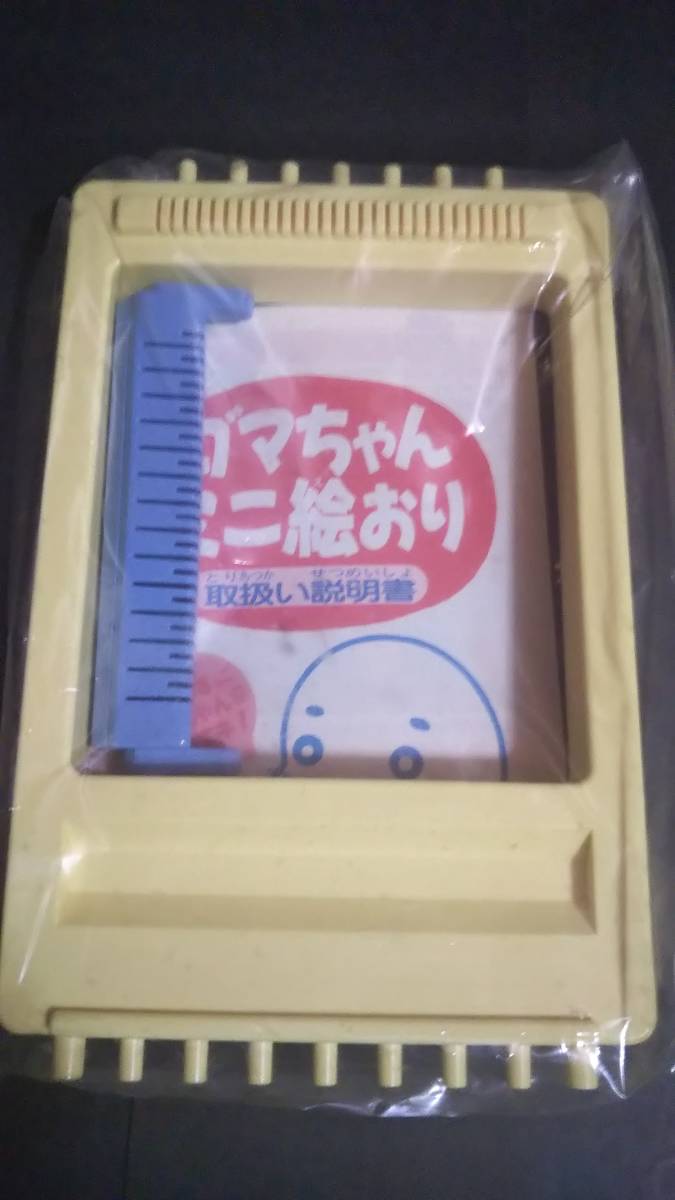 ゴマちゃん
ミニ絵おり
とりあつか せつめいしょ
取扱い説明書